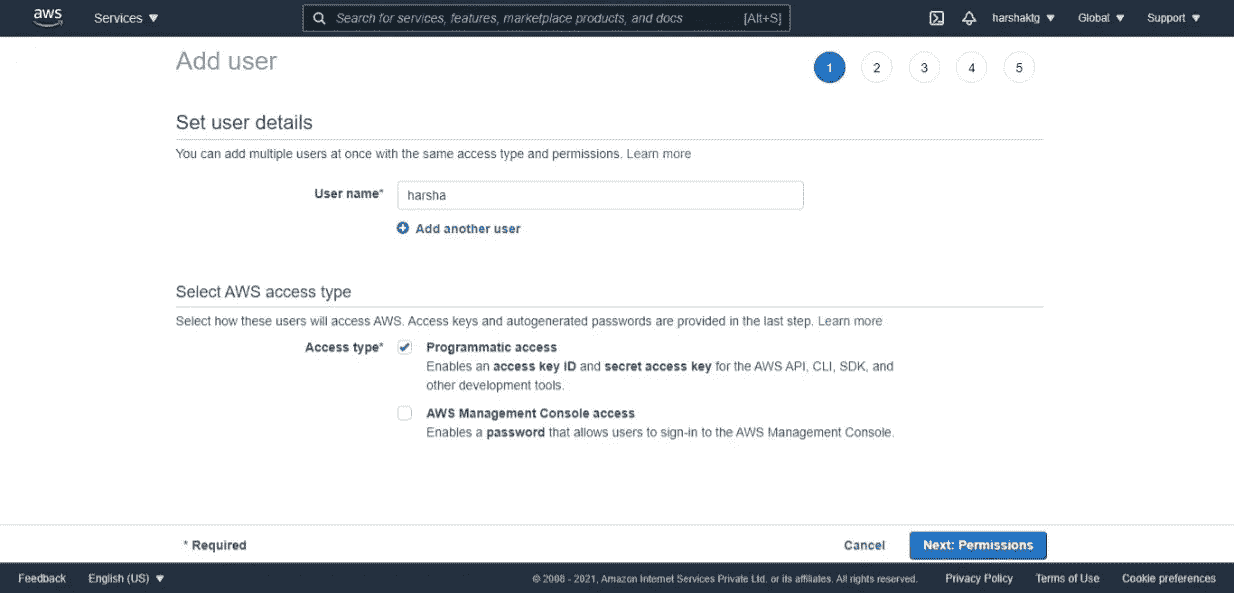 aws Services Search for services, features, marketplace products, and docs [Alt+S] harshaktg Global Support
Add user 1 2 3 4 5
Set user details
You can add multiple users at once with the same access type and permissions. Learn more
User name* harsha
Add another user
Select AWS access type
Select how these users will access AWS. Access keys and autogenerated passwords are provided in the last step. Learn more
Access type* Programmatic access
Enables an access key ID and secret access key for the AWS API, CLI, SDK, and
other development tools.
AWS Management Console access
Enables a password that allows users to sign-in to the AWS Management Console.
* Required Cancel Next: Permissions
Feedback English (US) © 2008 - 2021, Amazon Internet Services Private Ltd. or its affiliates. All rights reserved. Privacy Policy Terms of Use Cookie preferences